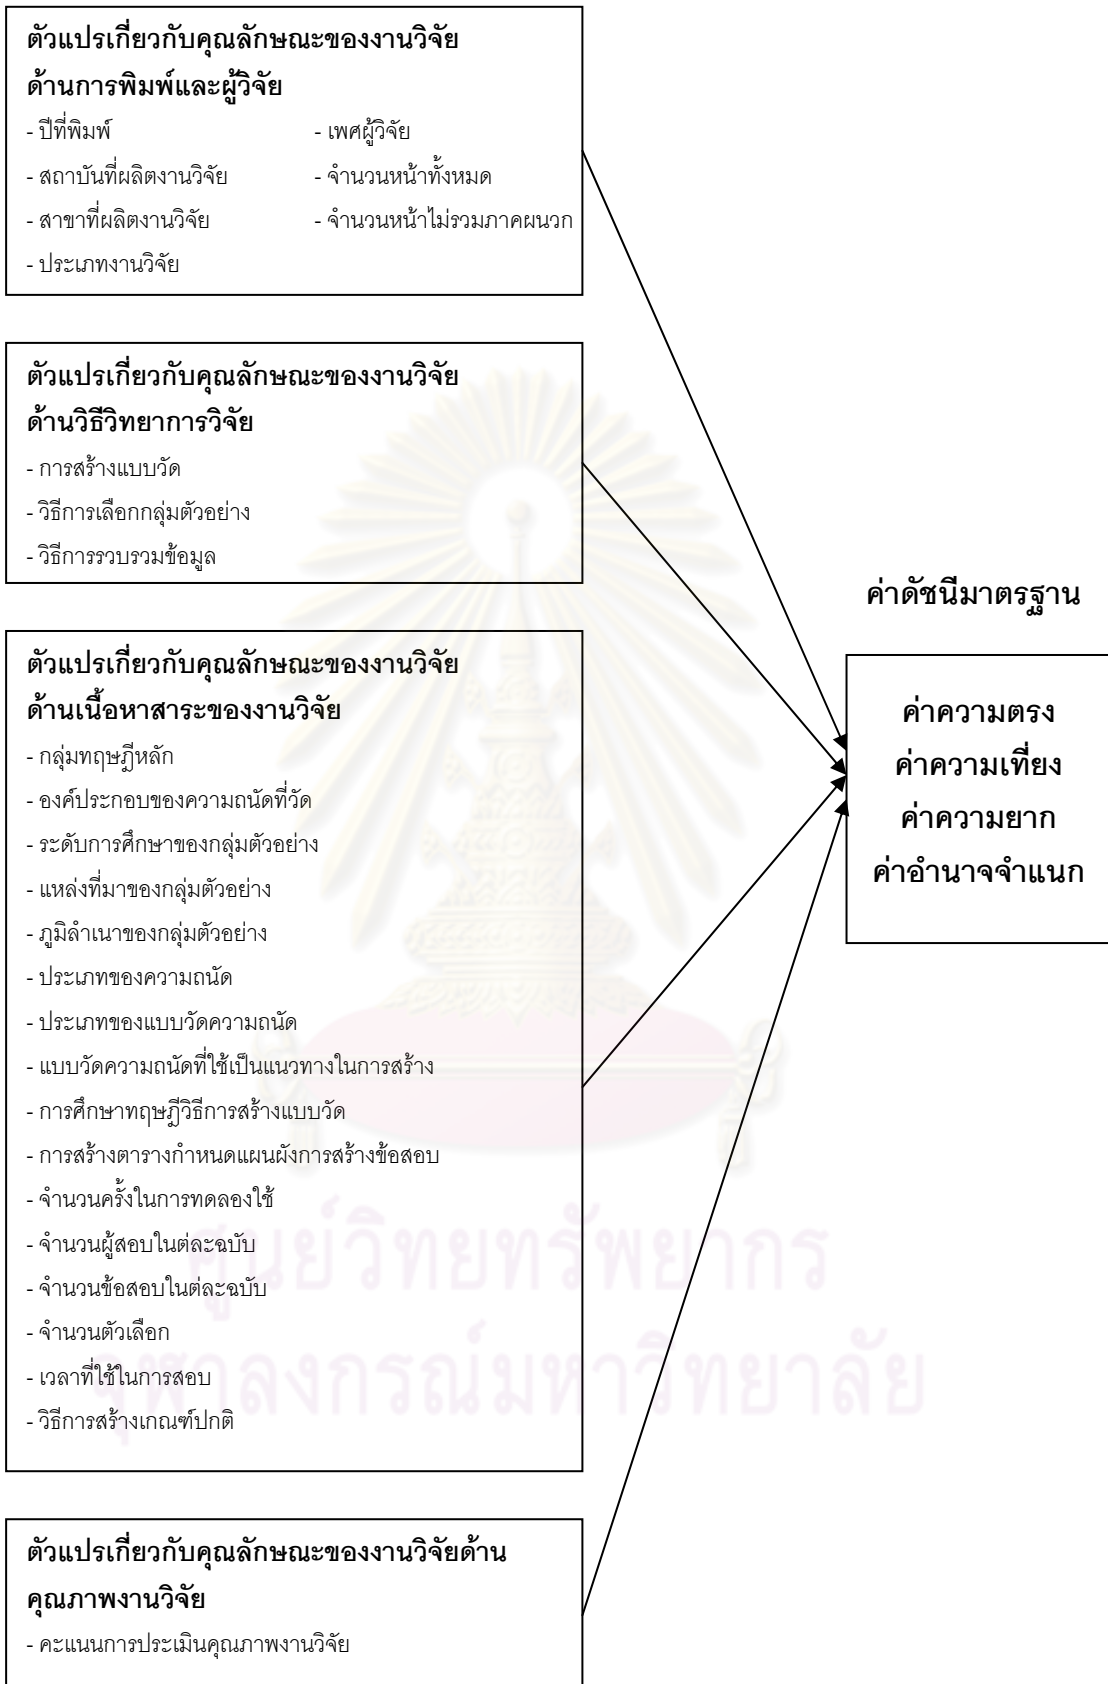 ตัวแปรเกี่ยวกับคุณลักษณะของงานวิจัย
ด้านการพิมพ์และผู้วิจัย
- ปีที่พิมพ์ - เพศผู้วิจัย
- สถาบันที่ผลิตงานวิจัย - จำนวนหน้าทั้งหมด
- สาขาที่ผลิตงานวิจัย - จำนวนหน้าไม่รวมภาคผนวก
- ประเภทงานวิจัย
ตัวแปรเกี่ยวกับคุณลักษณะของงานวิจัย
ด้านวิธีวิทยาการวิจัย
- การสร้างแบบวัด
- วิธีการเลือกกลุ่มตัวอย่าง
- วิธีการรวบรวมข้อมูล
ตัวแปรเกี่ยวกับคุณลักษณะของงานวิจัย
ด้านเนื้อหาสาระของงานวิจัย
- กลุ่มทฤษฎีหลัก
- องค์ประกอบของความถนัดที่วัด
- ระดับการศึกษาของกลุ่มตัวอย่าง
- แหล่งที่มาของกลุ่มตัวอย่าง
- ภูมิลำเนาของกลุ่มตัวอย่าง
- ประเภทของความถนัด
- ประเภทของแบบวัดความถนัด
- แบบวัดความถนัดที่ใช้เป็นแนวทางในการสร้าง
- การศึกษาทฤษฎีวิธีการสร้างแบบวัด
- การสร้างตารางกำหนดแผนผังการสร้างข้อสอบ
- จำนวนครั้งในการทดลองใช้
- จำนวนผู้สอบในต่ละฉบับ
- จำนวนข้อสอบในต่ละฉบับ
- จำนวนตัวเลือก
- เวลาที่ใช้ในการสอบ
- วิธีการสร้างเกณฑ์ปกติ
ตัวแปรเกี่ยวกับคุณลักษณะของงานวิจัยด้าน
คุณภาพงานวิจัย
- คะแนนการประเมินคุณภาพงานวิจัย
ค่าดัชนีมาตรฐาน
ค่าความตรง
ค่าความเที่ยง
ค่าความยาก
ค่าอำนาจจำแนก
ศูนย์วิทยทรัพยากร
จุฬาลงกรณ์มหาวิทยาลัย